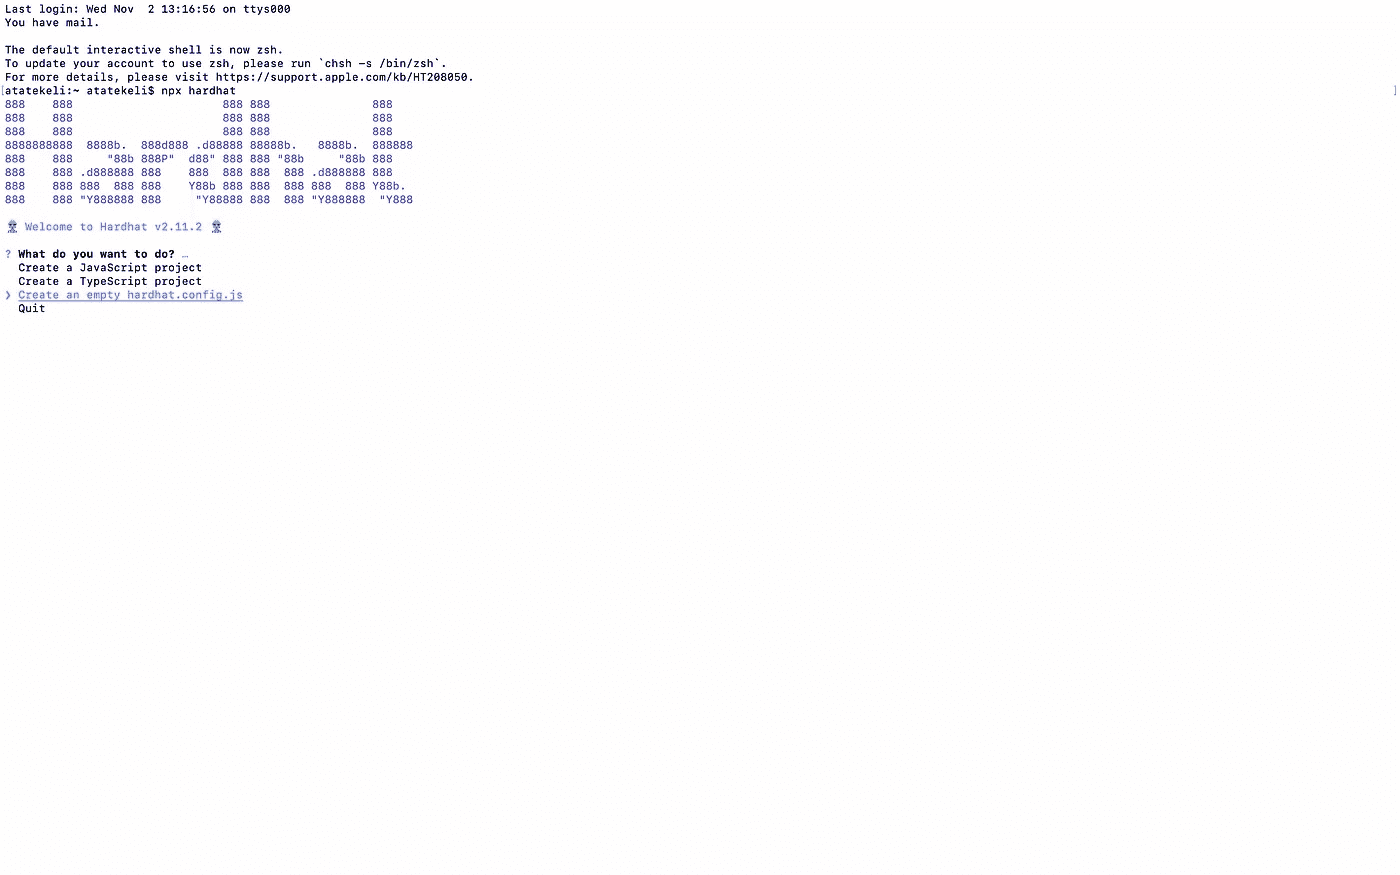 Last login: Wed Nov  2 13:16:56 on ttys000
You have mail.

The default interactive shell is now zsh.
To update your account to use zsh, please run `chsh -s /bin/zsh`.
For more details, please visit https://support.apple.com/kb/HT208050.
[atatekeli:~ atatekeli$ npx hardhat ]
888    888                      888 888               888
888    888                      888 888               888
888    888                      888 888               888
8888888888  8888b.  888d888 .d88888 88888b.   8888b.  888888
888    888     "88b 888P"  d88" 888 888 "88b     "88b 888
888    888 .d888888 888    888  888 888  888 .d888888 888
888    888 888  888 888    Y88b 888 888  888 888  888 Y88b.
888    888 "Y888888 888     "Y88888 888  888 "Y888888  "Y888

👷 Welcome to Hardhat v2.11.2 👷

? What do you want to do? …
  Create a JavaScript project
  Create a TypeScript project
❯ Create an empty hardhat.config.js
  Quit